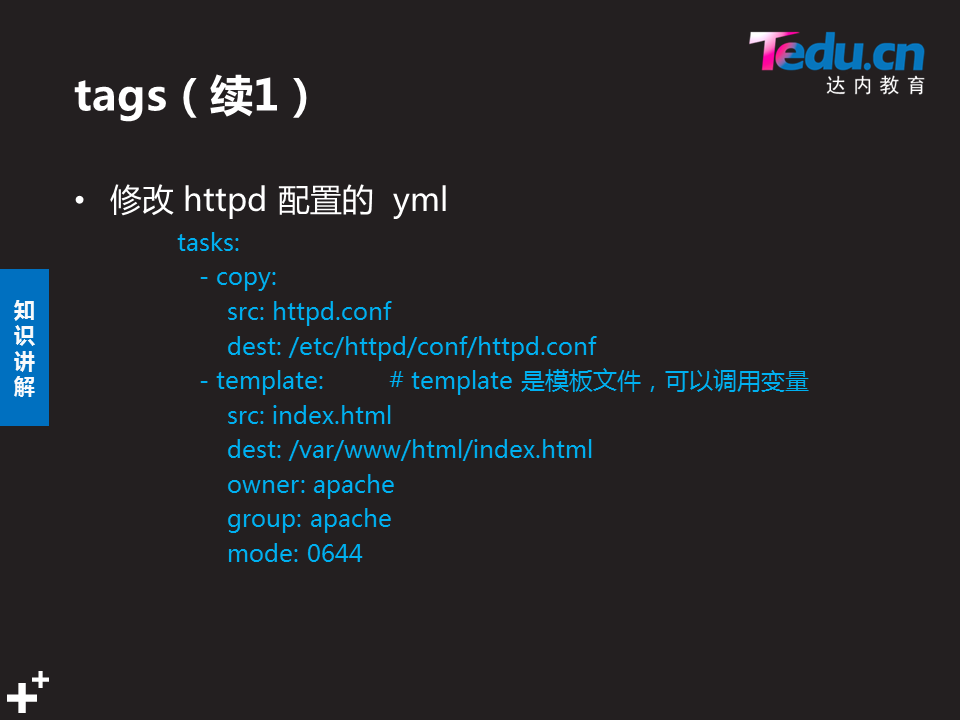 Tedu.cn
达内教育
tags（续1）
• 修改 httpd 配置的 yml
tasks:
- copy:
src: httpd.conf
dest: /etc/httpd/conf/httpd.conf
- template: # template 是模板文件，可以调用变量
src: index.html
dest: /var/www/html/index.html
owner: apache
group: apache
mode: 0644
知
识
讲
解